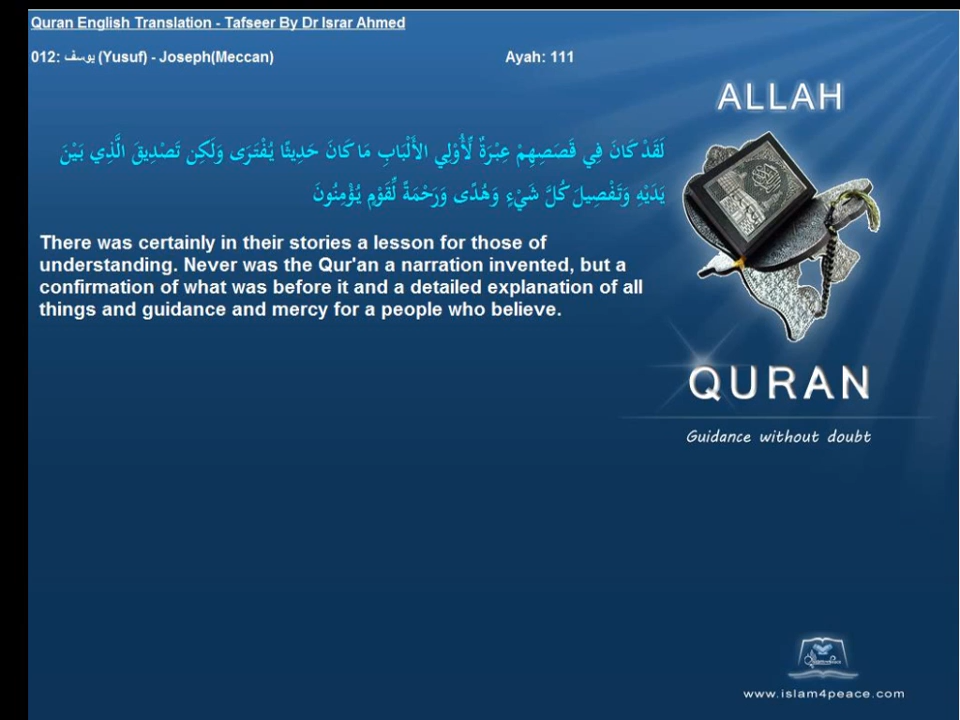 Quran English Translation - Tafseer By Dr Israr Ahmed
012: يوسف (Yusuf) - Joseph(Meccan)
Ayah: 111
ALLAH
لَقَدْ كَانَ فِي قَصَصِهِمْ عِبْرَةٌ لِّأُوْلِي الأَلْبَابِ مَا كَانَ حَدِيثًا يُفْتَرَى وَلَكِن تَصْدِيقَ الَّذِي بَيْنَ
يَدَيْهِ وَتَفْصِيلَ كُلَّ شَيْءٍ وَهُدًى وَرَحْمَةً لِّقَوْمٍ يُؤْمِنُونَ
There was certainly in their stories a lesson for those of
understanding. Never was the Qur'an a narration invented, but a
confirmation of what was before it and a detailed explanation of all
things and guidance and mercy for a people who believe.
QURAN
Guidance without doubt
www.islam4peace.com